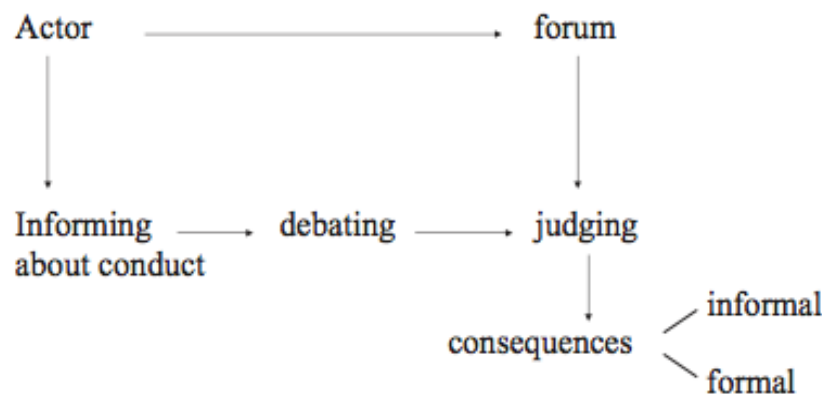 Actor
forum
Informing
about conduct
debating
judging
consequences
informal
formal